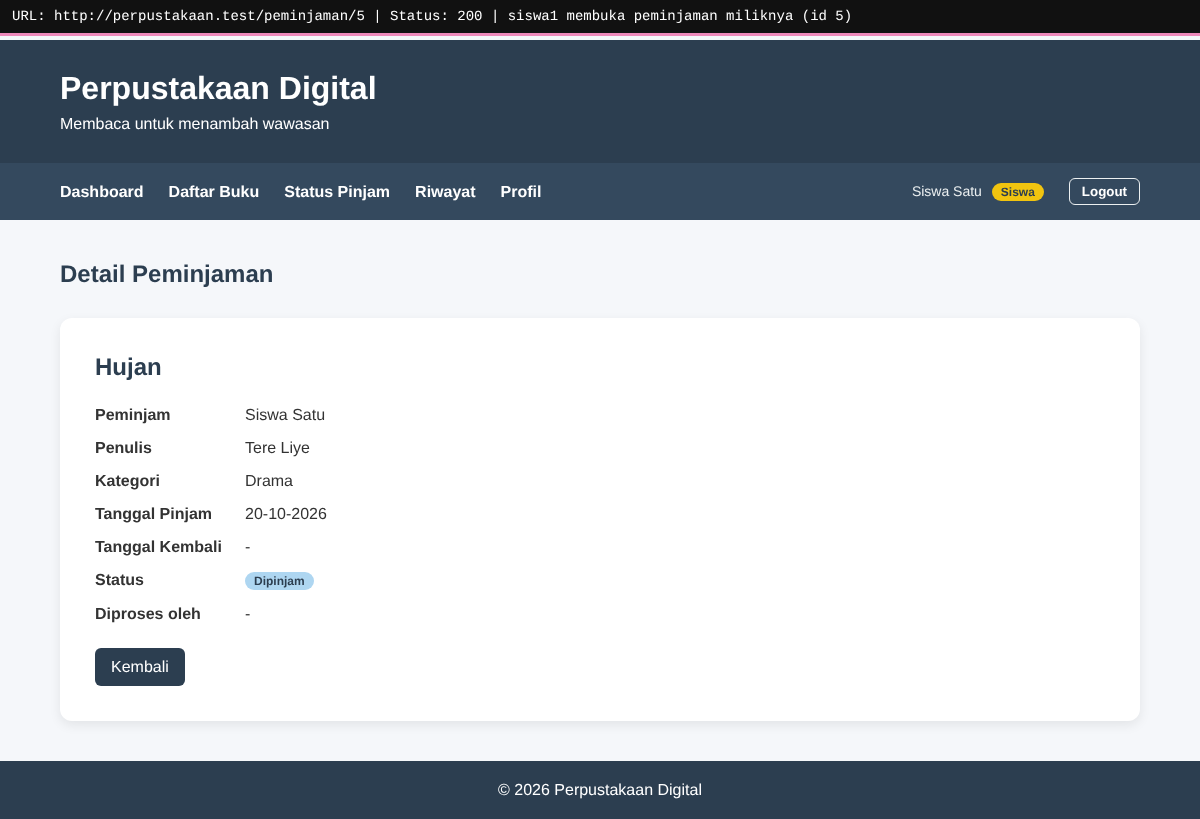 URL: http://perpustakaan.test/peminjaman/5 | Status: 200 | siswa1 membuka peminjaman miliknya (id 5)
Perpustakaan Digital
Membaca untuk menambah wawasan
Dashboard Daftar Buku Status Pinjam Riwayat Profil Siswa Satu Siswa Logout
Detail Peminjaman
Hujan
Peminjam Siswa Satu
Penulis Tere Liye
Kategori Drama
Tanggal Pinjam 20-10-2026
Tanggal Kembali -
Status Dipinjam
Diproses oleh -
Kembali
© 2026 Perpustakaan Digital